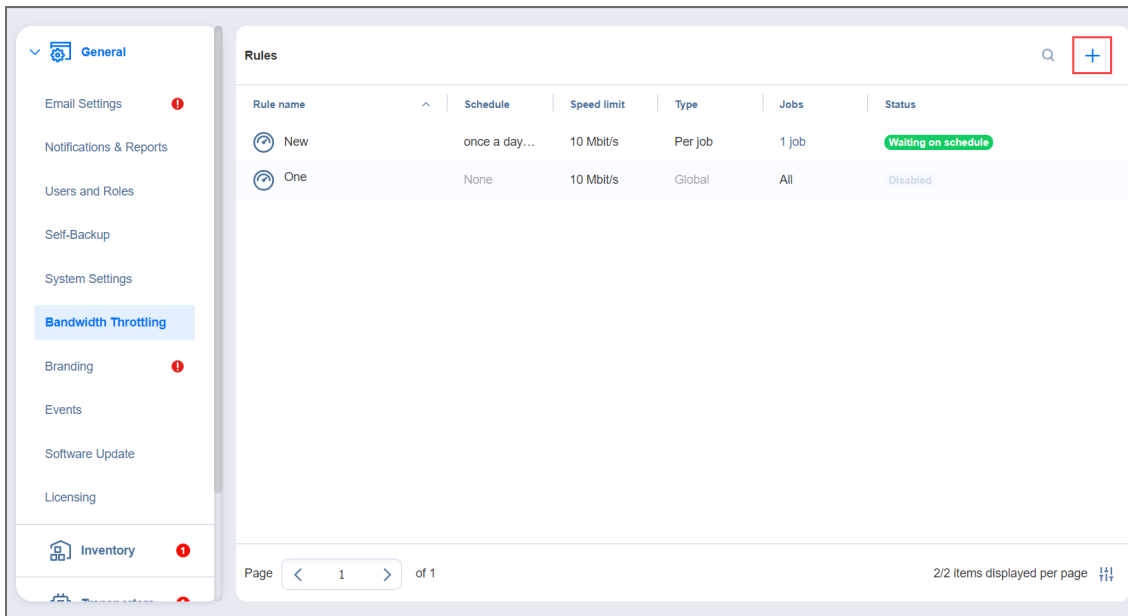 General
Email Settings
Notifications & Reports
Users and Roles
Self-Backup
System Settings
Bandwidth Throttling
Branding
Events
Software Update
Licensing
Inventory 1
Rules
Rule name Schedule Speed limit Type Jobs Status
New once a day... 10 Mbit/s Per job 1 job Waiting on schedule
One None 10 Mbit/s Global All Disabled
Page 1 of 1 2/2 items displayed per page